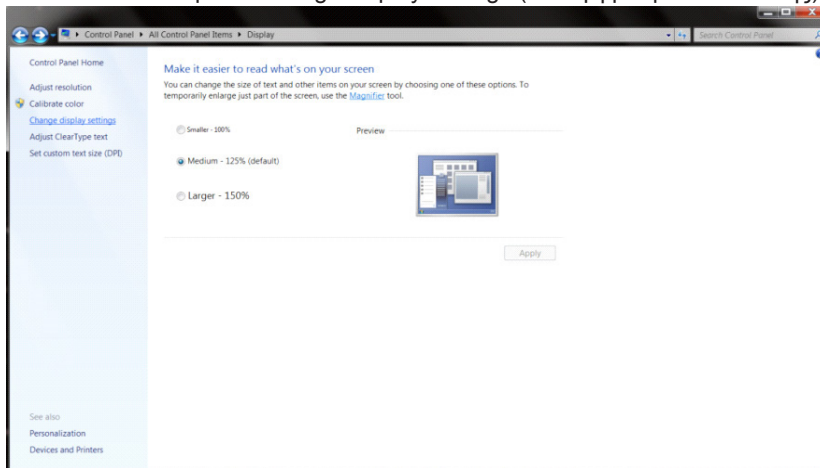 Control Panel ▸ All Control Panel Items ▸ Display
Search Control Panel
Control Panel Home
Adjust resolution
Calibrate color
Change display settings
Adjust ClearType text
Set custom text size (DPI)
Make it easier to read what's on your screen
You can change the size of text and other items on your screen by choosing one of these options. To
temporarily enlarge just part of the screen, use the Magnifier tool.
Smaller - 100%
Preview
Medium - 125% (default)
Larger - 150%
Apply
See also
Personalization
Devices and Printers